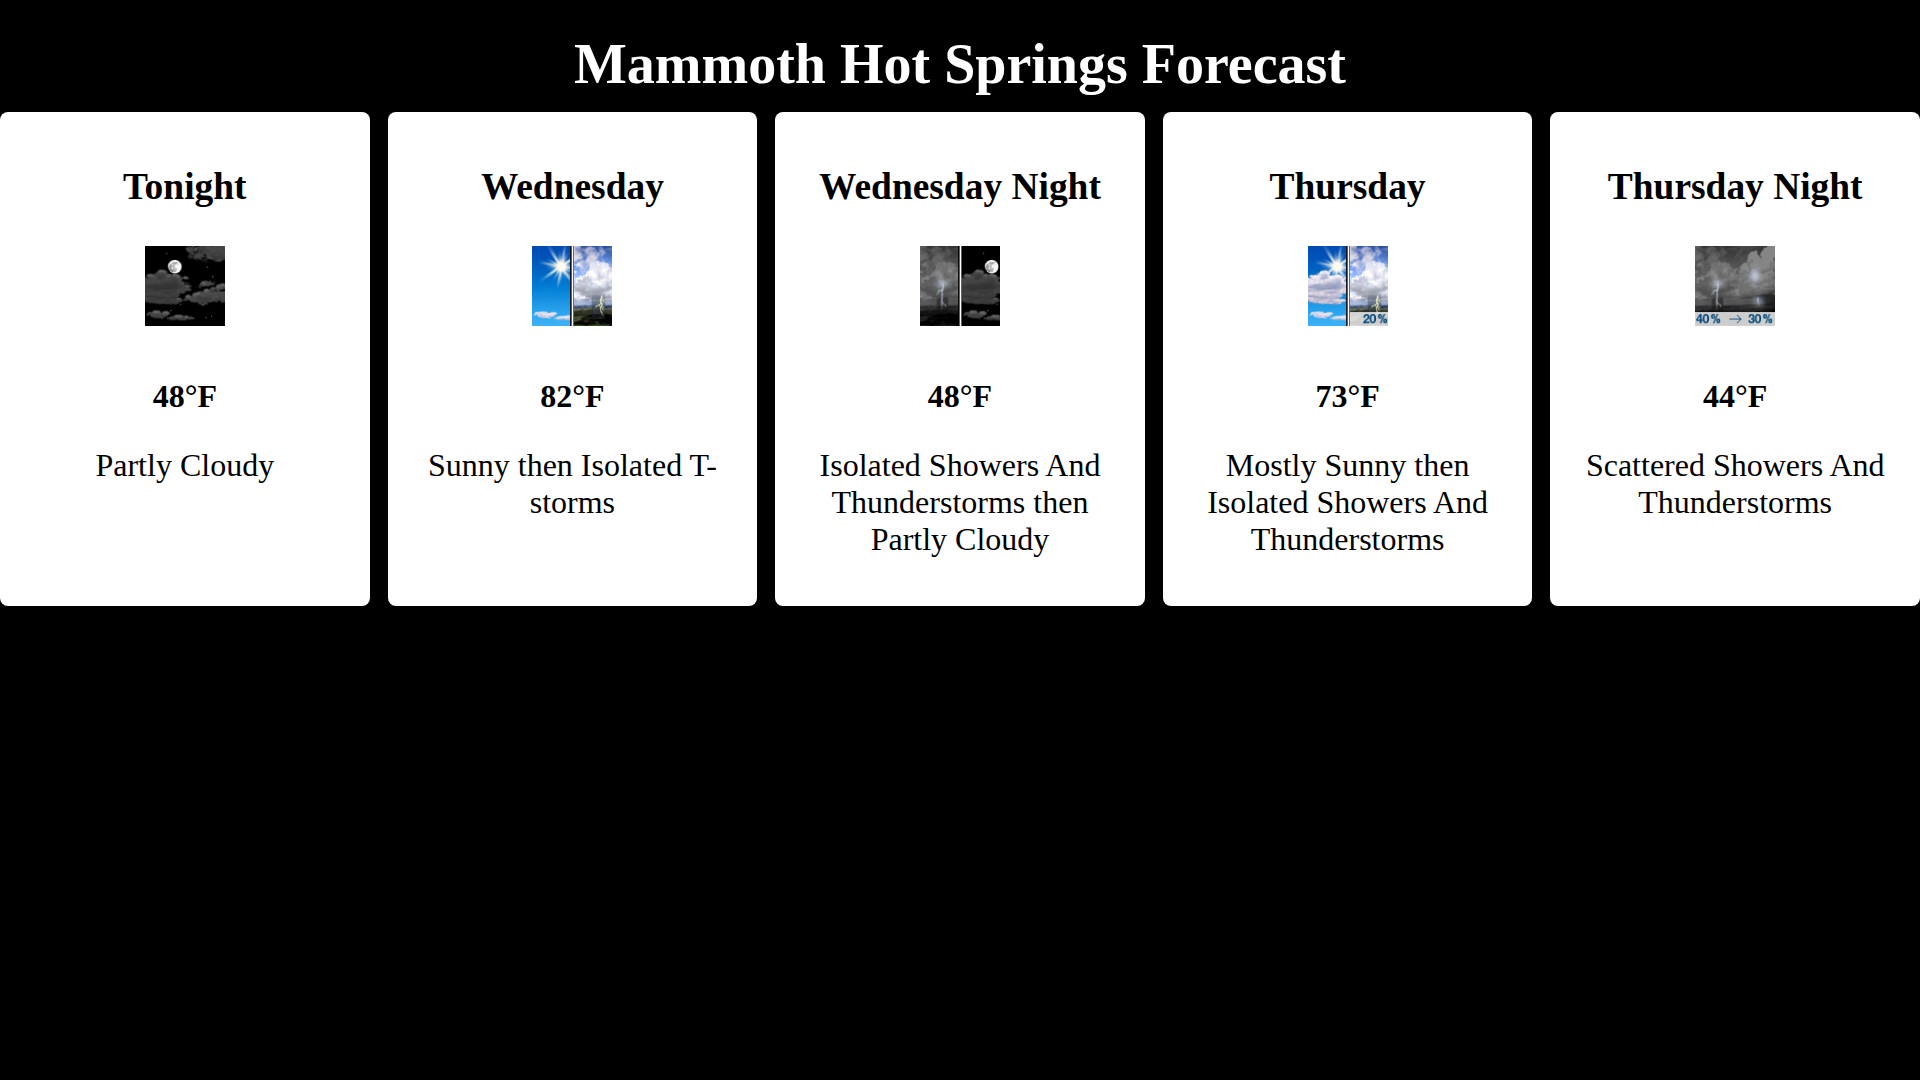 Mammoth Hot Springs Forecast
Tonight
48°F
Partly Cloudy
Wednesday
82°F
Sunny then Isolated T-
storms
Wednesday Night
48°F
Isolated Showers And
Thunderstorms then
Partly Cloudy
Thursday
20%
73°F
Mostly Sunny then
Isolated Showers And
Thunderstorms
Thursday Night
40% → 30%
44°F
Scattered Showers And
Thunderstorms